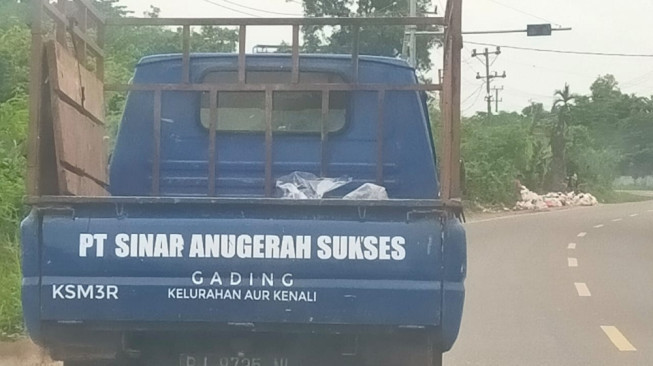 PT SINAR ANUGERAH SUKSES
GADING
KSM3R
KELURAHAN AUR KENALI